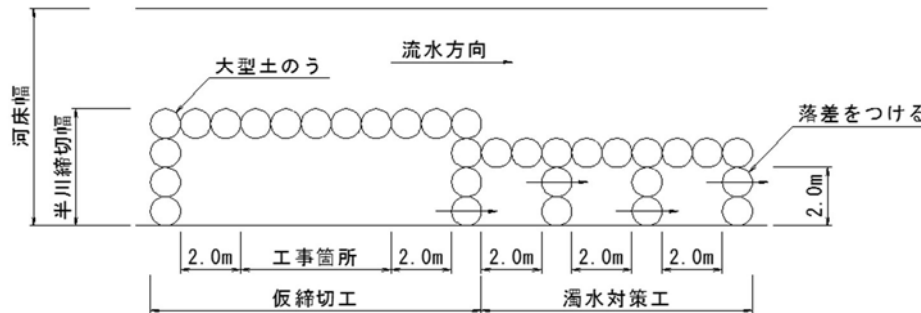 大型土のう
流水方向
落差をつける
河床幅
半川締切幅
2.0m
2.0m
工事箇所
2.0m
2.0m
2.0m
2.0m
仮締切工
濁水対策工